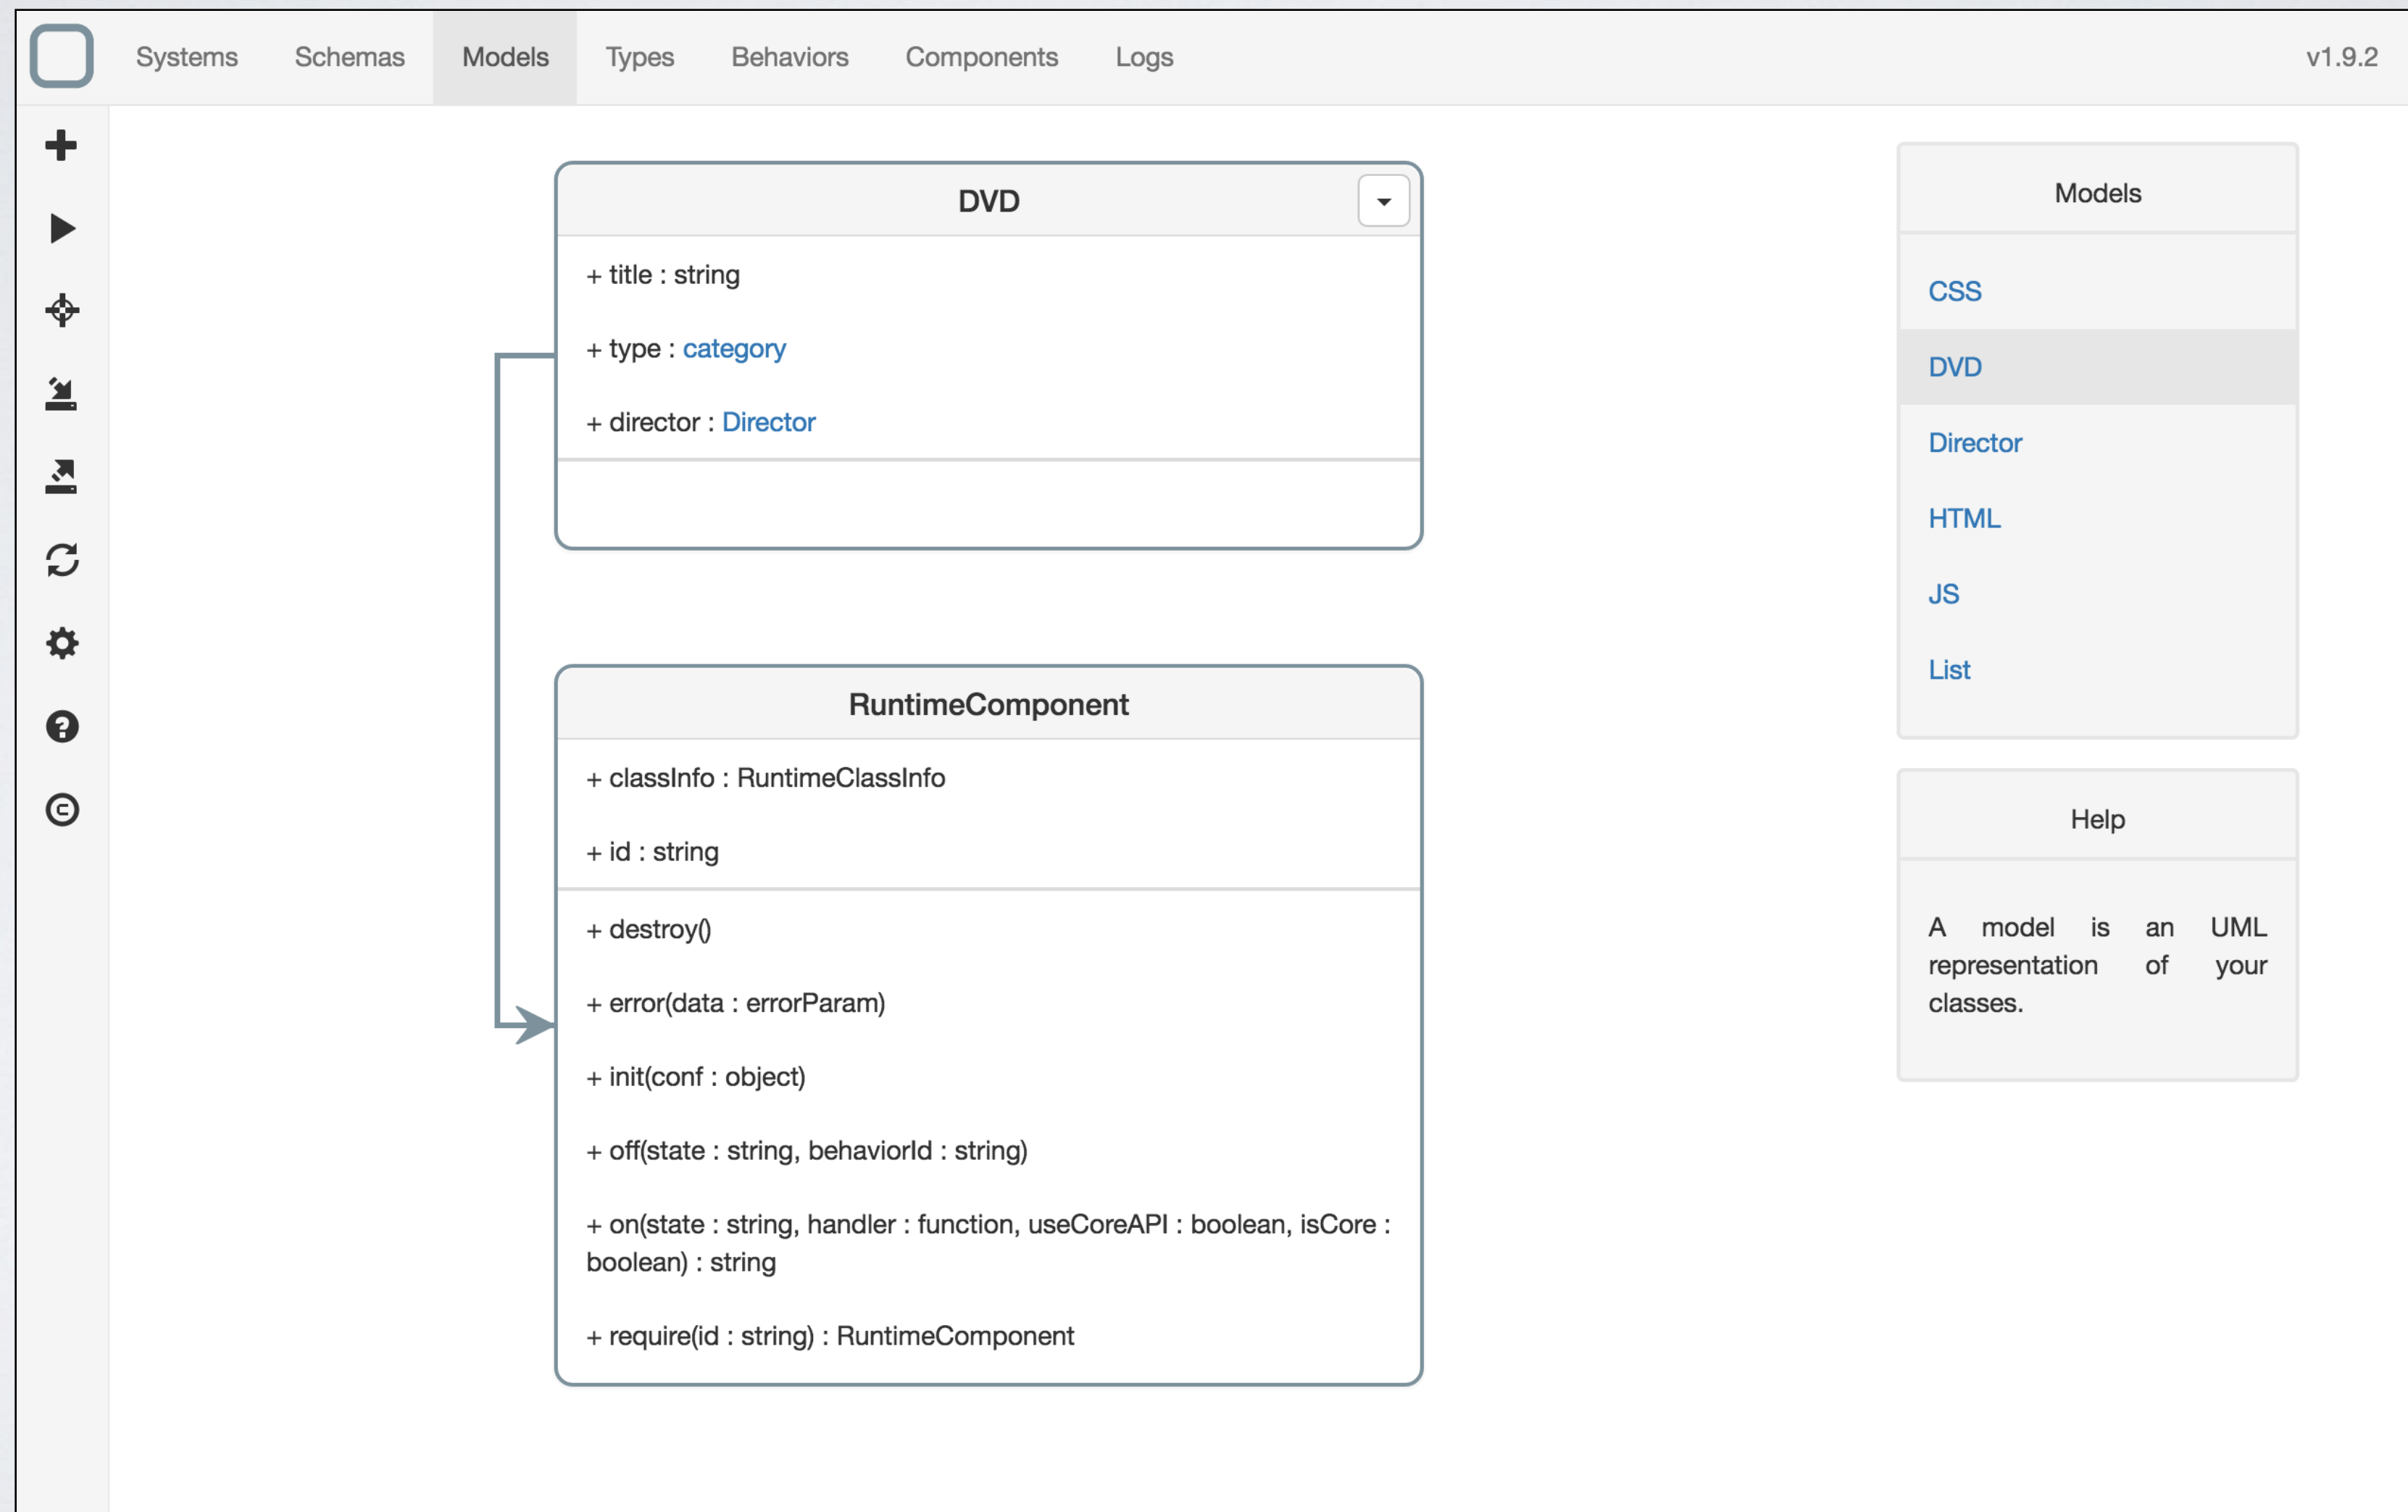 Systems
Schemas
Models
Types
Behaviors
Components
Logs
v1.9.2
DVD
+ title : string
+ type : category
+ director : Director
RuntimeComponent
+ classInfo : RuntimeClassInfo
+ id : string
+ destroy()
+ error(data : errorParam)
+ init(conf : object)
+ off(state : string, behaviorId : string)
+ on(state : string, handler : function, useCoreAPI : boolean, isCore :
boolean) : string
+ require(id : string) : RuntimeComponent
Models
CSS
DVD
Director
HTML
JS
List
Help
A model is an UML
representation of your
classes.